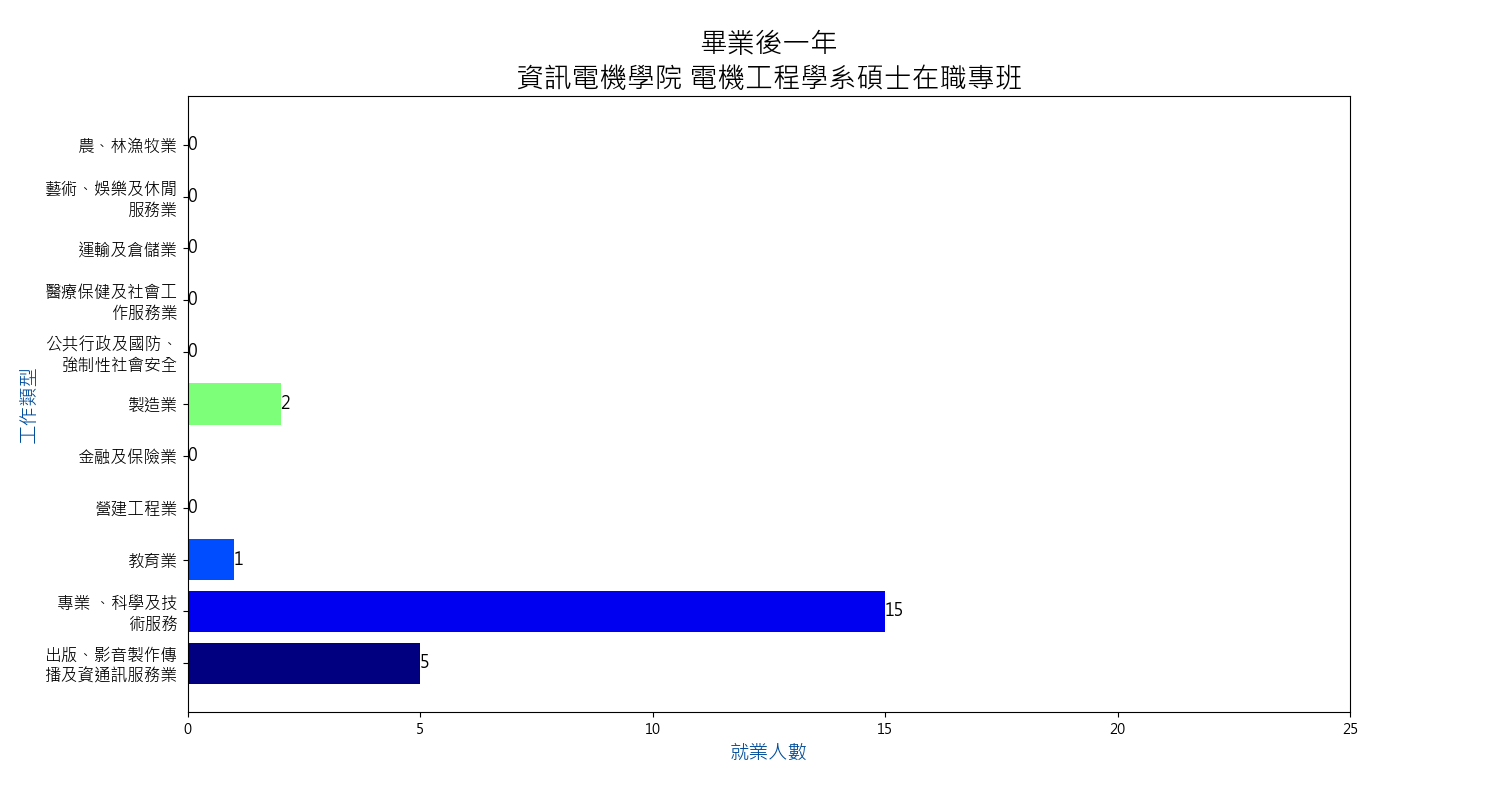 畢業後一年
資訊電機學院 電機工程學系碩士在職專班
農、林漁牧業
0
藝術、娛樂及休閒
服務業
0
運輸及倉儲業
0
醫療保健及社會工
作服務業
0
公共行政及國防、
強制性社會安全
0
製造業
2
金融及保險業
0
營建工程業
0
教育業
1
專業 、科學及技
術服務
15
出版、影音製作傳
播及資通訊服務業
5
工作類型
0 5 10 15 20 25
就業人數